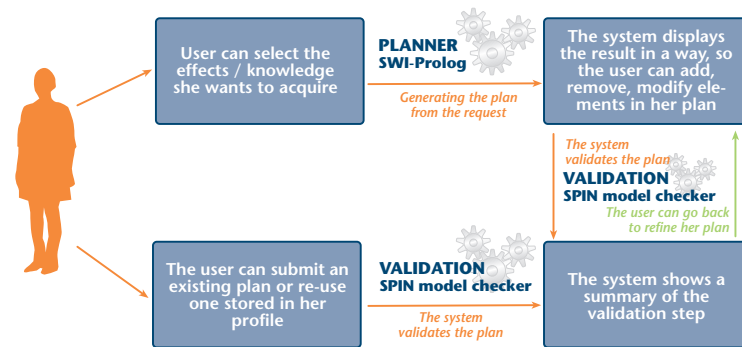 User can select the
effects / knowledge
she wants to acquire
PLANNER
SWI-Prolog
Generating the plan
from the request
The system displays
the result in a way, so
the user can add,
remove, modify ele-
ments in her plan
The system
validates the plan
VALIDATION
SPIN model checker
The user can go back
to refine her plan
The user can submit an
existing plan or re-use
one stored in her
profile
VALIDATION
SPIN model checker
The system
validates the plan
The system shows a
summary of the
validation step